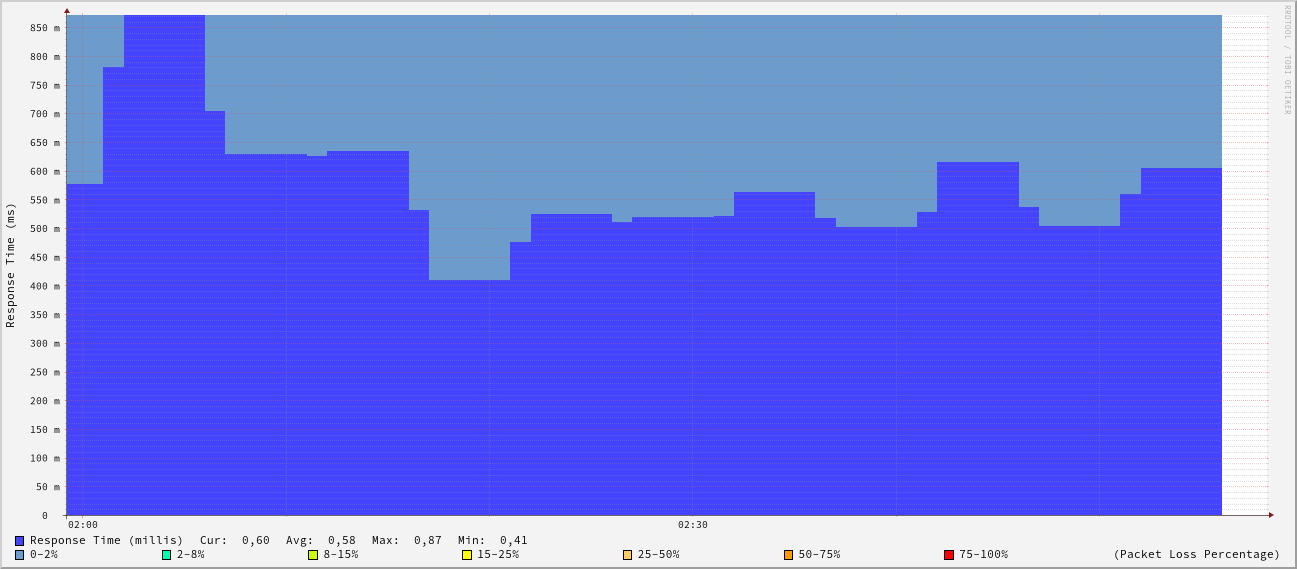 RRDTOOL / TOBI OETIKER
Response Time (ms)
850 m
800 m
750 m
700 m
650 m
600 m
550 m
500 m
450 m
400 m
350 m
300 m
250 m
200 m
150 m
100 m
50 m
0
02:00 02:30
Response Time (millis) Cur: 0,60 Avg: 0,58 Max: 0,87 Min: 0,41
0-2% 2-8% 8-15% 15-25% 25-50% 50-75% 75-100% (Packet Loss Percentage)